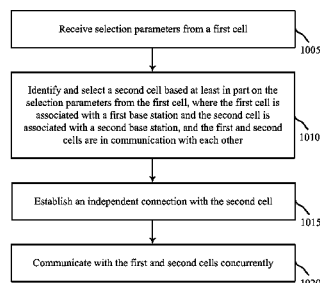 Receive selection parameters from a first cell
1005
Identify and select a second cell based at least in part on the
selection parameters from the first cell, where the first cell is
associated with a first base station and the second cell is
associated with a second base station, and the first and second
cells are in communication with each other
1010
Establish an independent connection with the second cell
1015
Communicate with the first and second cells concurrently
1020